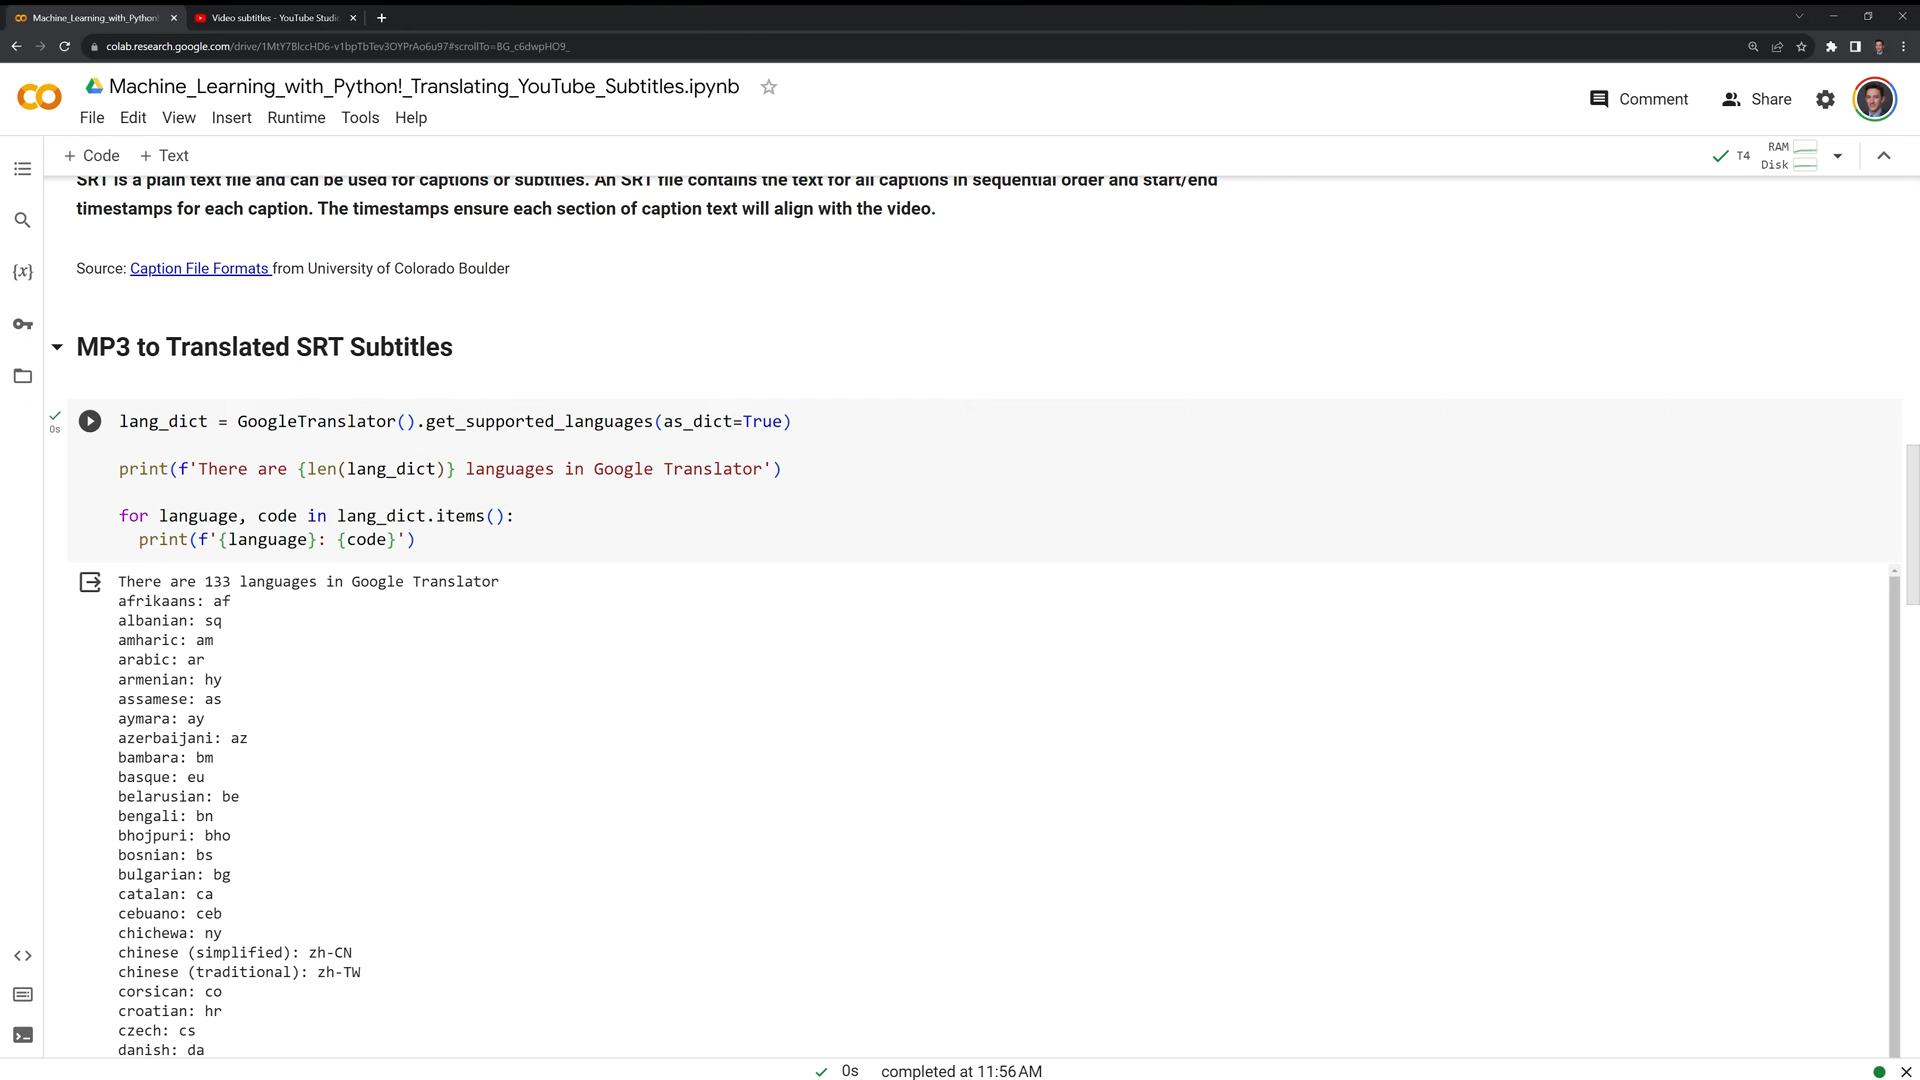 Machine_Learning_with_Python!
Video subtitles - YouTube Studio
colab.research.google.com/drive/1MtY7BlccHD6-v1bpTbTev3OYPrAo6u97#scrollTo=BG_c6dwpHO9_
Machine_Learning_with_Python!_Translating_YouTube_Subtitles.ipynb
Comment
Share
File Edit View Insert Runtime Tools Help
+ Code + Text
T4
RAM
Disk
SRT is a plain text file and can be used for captions or subtitles. An SRT file contains the text for all captions in sequential order and start/end
timestamps for each caption. The timestamps ensure each section of caption text will align with the video.
Source: Caption File Formats from University of Colorado Boulder
MP3 to Translated SRT Subtitles
{x}
0s
lang_dict = GoogleTranslator().get_supported_languages(as_dict=True)
print(f'There are {len(lang_dict)} languages in Google Translator')
for language, code in lang_dict.items():
print(f'{language}: {code}')
There are 133 languages in Google Translator
afrikaans: af
albanian: sq
amharic: am
arabic: ar
armenian: hy
assamese: as
aymara: ay
azerbaijani: az
bambara: bm
basque: eu
belarusian: be
bengali: bn
bhojpuri: bho
bosnian: bs
bulgarian: bg
catalan: ca
cebuano: ceb
chichewa: ny
chinese (simplified): zh-CN
chinese (traditional): zh-TW
corsican: co
croatian: hr
czech: cs
danish: da
0s completed at 11:56 AM